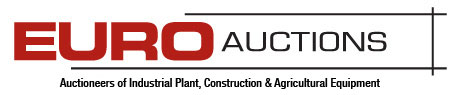 EURO AUCTIONS
Auctioneers of Industrial Plant, Construction & Agricultural Equipment